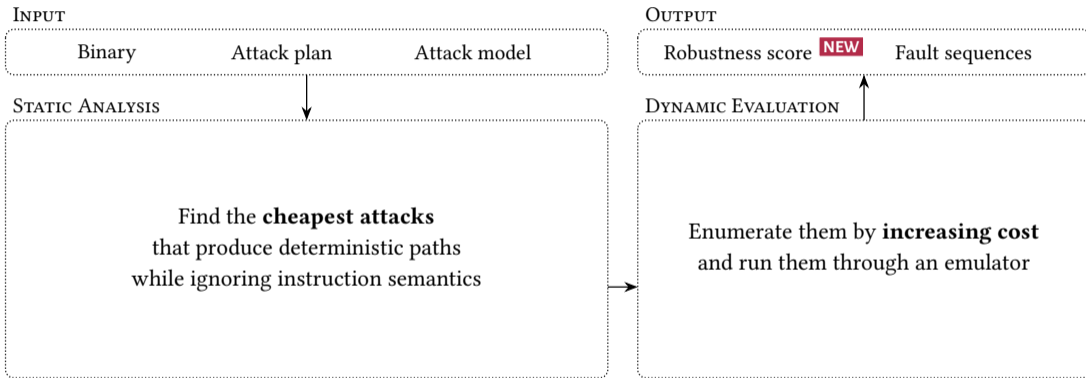 INPUT
Binary Attack plan Attack model
STATIC ANALYSIS
Find the cheapest attacks
that produce deterministic paths
while ignoring instruction semantics
OUTPUT
Robustness score NEW Fault sequences
DYNAMIC EVALUATION
Enumerate them by increasing cost
and run them through an emulator